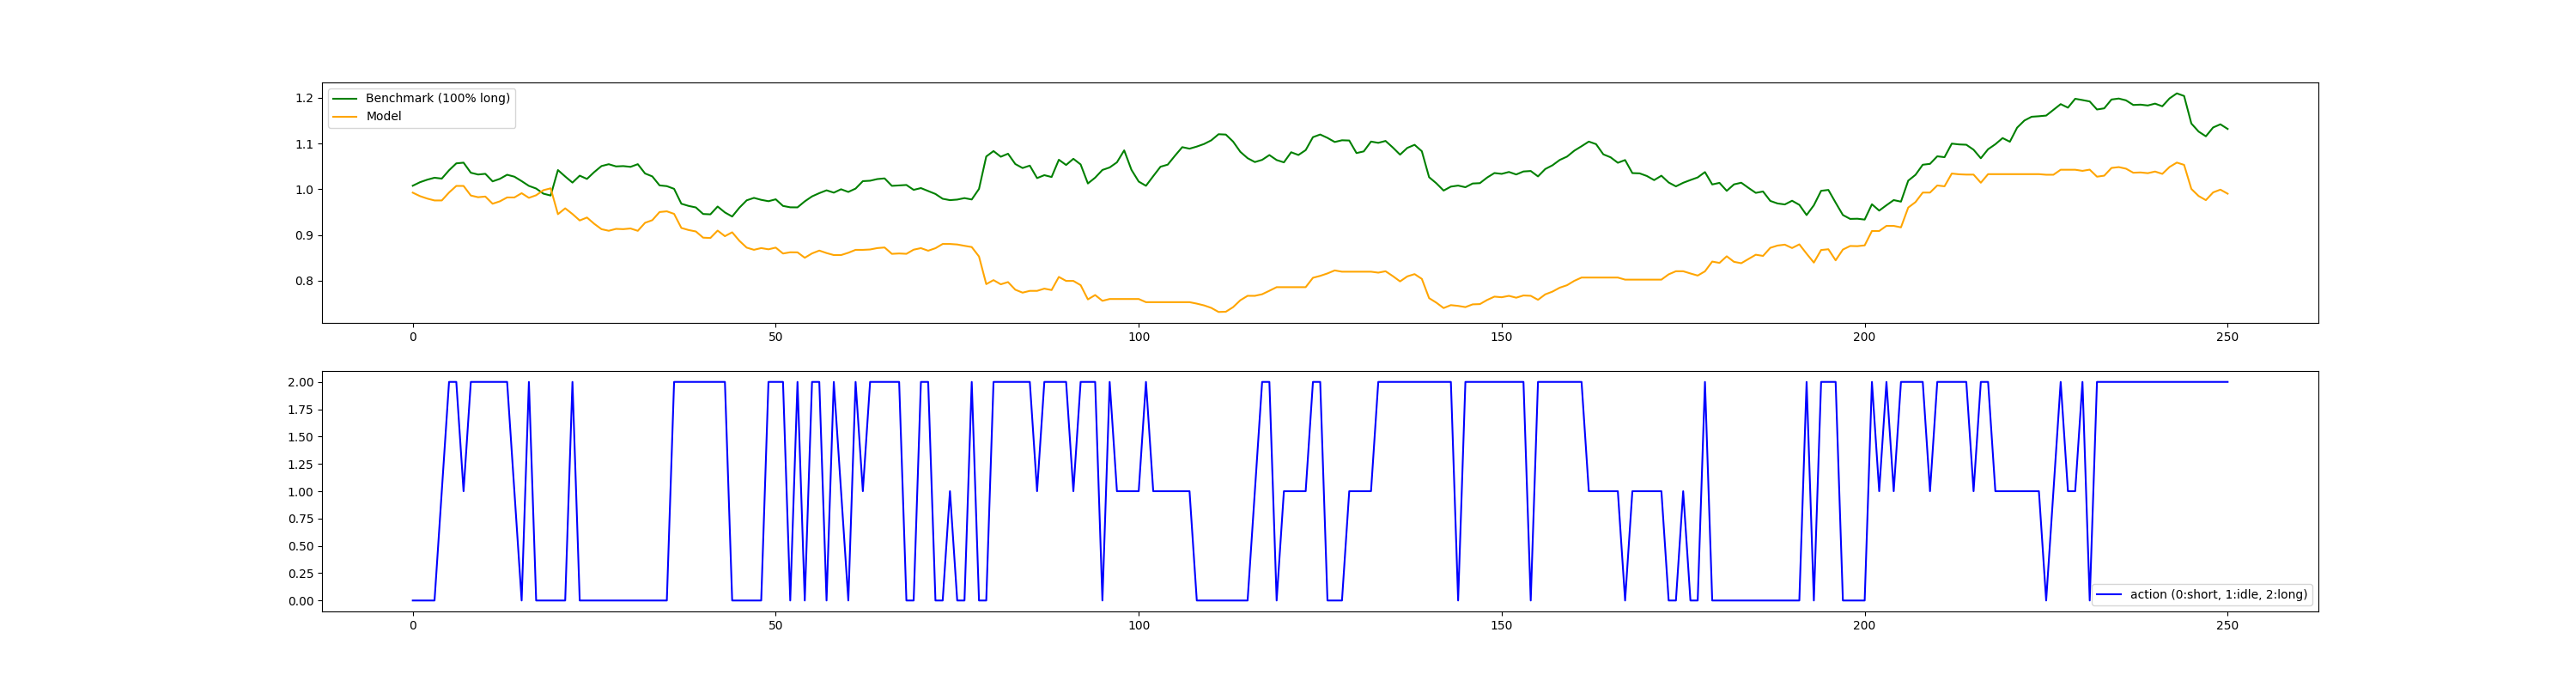 Benchmark (100% long)
Model
1.2
1.1
1.0
0.9
0.8
0 50 100 150 200 250
2.00
1.75
1.50
1.25
1.00
0.75
0.50
0.25
0.00
action (0:short, 1:idle, 2:long)
0 50 100 150 200 250